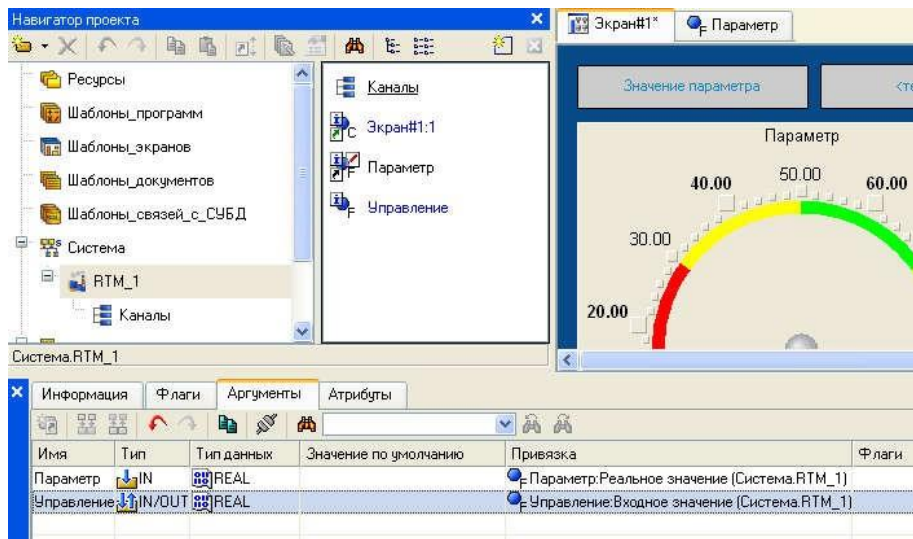 Навигатор проекта
Ресурсы
Шаблоны_программ
Шаблоны_экранов
Шаблоны_документов
Шаблоны_связей_с_СУБД
Система
RTM_1
Каналы
Система.RTM_1
Каналы
Экран#1:1
Параметр
Управление
Экран#1* Параметр
Значение параметра
Параметр
20.00
30.00
40.00
50.00
60.00
Информация Флаги Аргументы Атрибуты
Имя Тип Тип данных Значение по умолчанию Привязка Флаги
Параметр IN REAL Параметр:Реальное значение (Система.RTM_1)
Управление IN/OUT REAL Управление:Входное значение (Система.RTM_1)